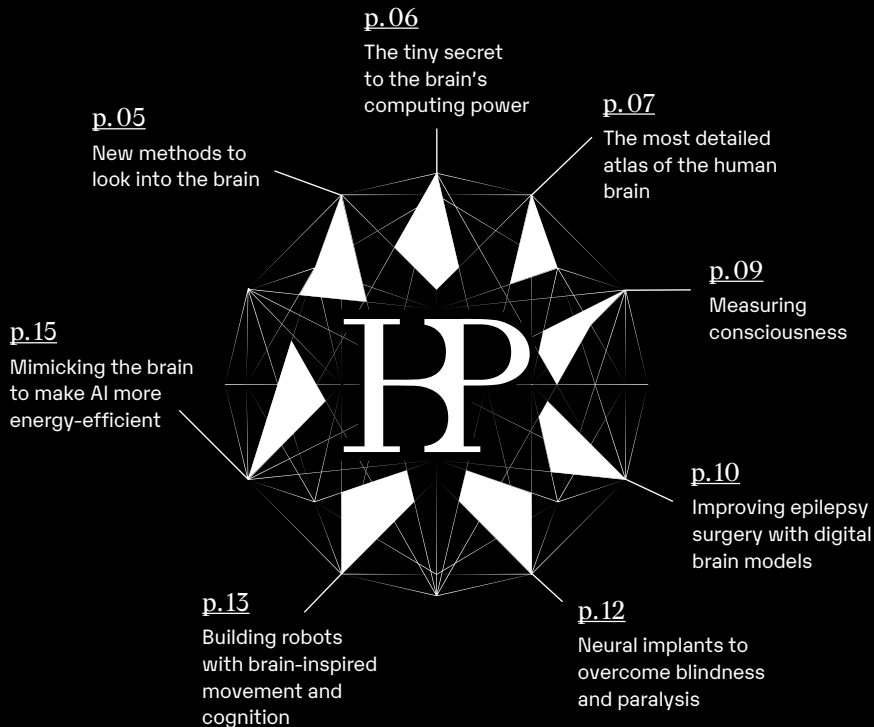 p.06
The tiny secret
to the brain's
computing power
p.07
The most detailed
atlas of the human
brain
p.05
New methods to
look into the brain
p.09
Measuring
consciousness
p.15
Mimicking the brain
to make AI more
energy-efficient
HBP
p.10
Improving epilepsy
surgery with digital
brain models
p.13
Building robots
with brain-inspired
movement and
cognition
p.12
Neural implants to
overcome blindness
and paralysis